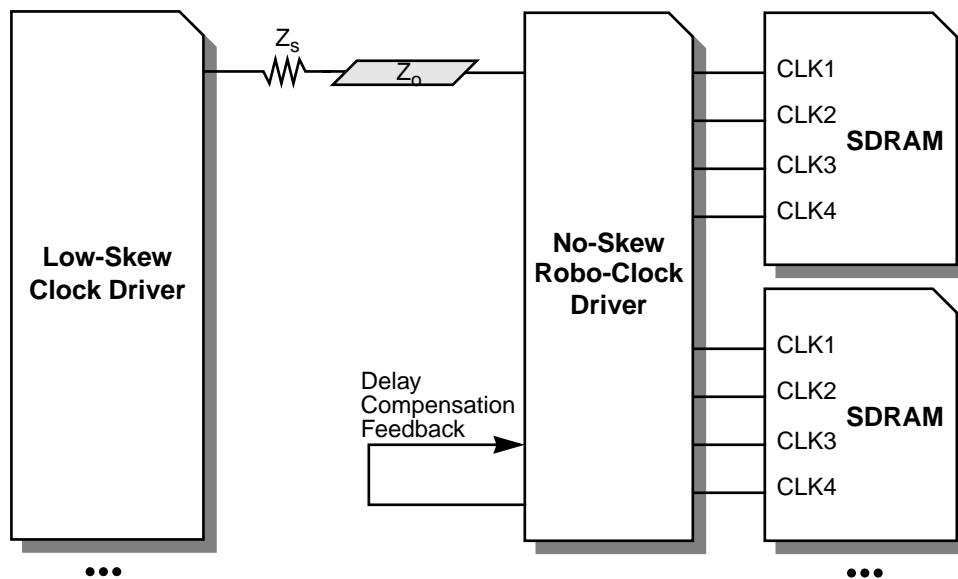 Low-Skew
Clock Driver
Zs
Zo
Delay
Compensation
Feedback
No-Skew
Robo-Clock
Driver
CLK1
CLK2
CLK3
CLK4
SDRAM
CLK1
CLK2
CLK3
CLK4
SDRAM
•••
•••